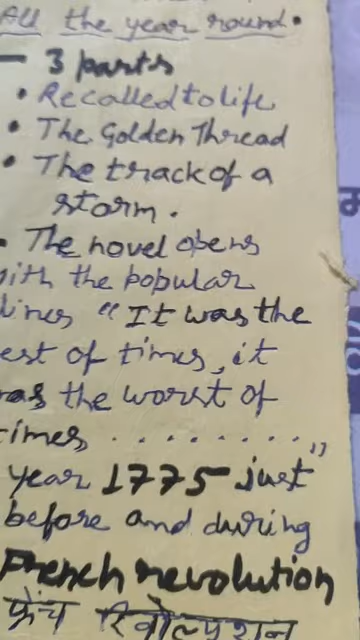 All the year round.
— 3 parts
• Recalled to life
• The Golden Thread
• The track of a
storm.
• The novel opens
ith the popular
lines "It was the
est of times, it
as the worst of
times ..........."
year 1775 just
before and during
French revolution
फ्रेंच रिवोल्यूशन